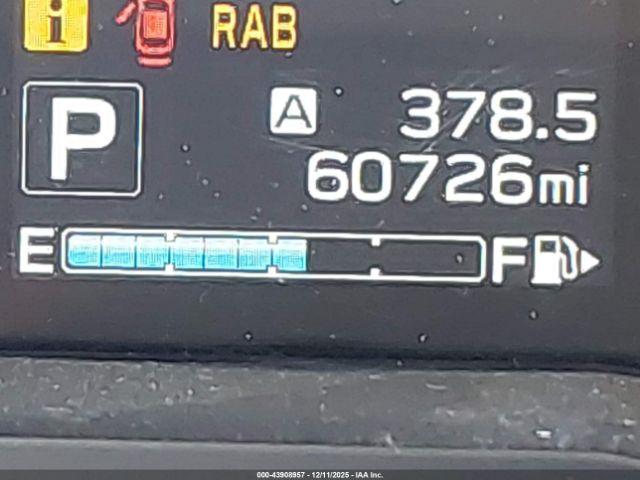 i RAB
P A 378.5
60726mi
E F
000-43908957 - 12/11/2025 - IAA Inc.